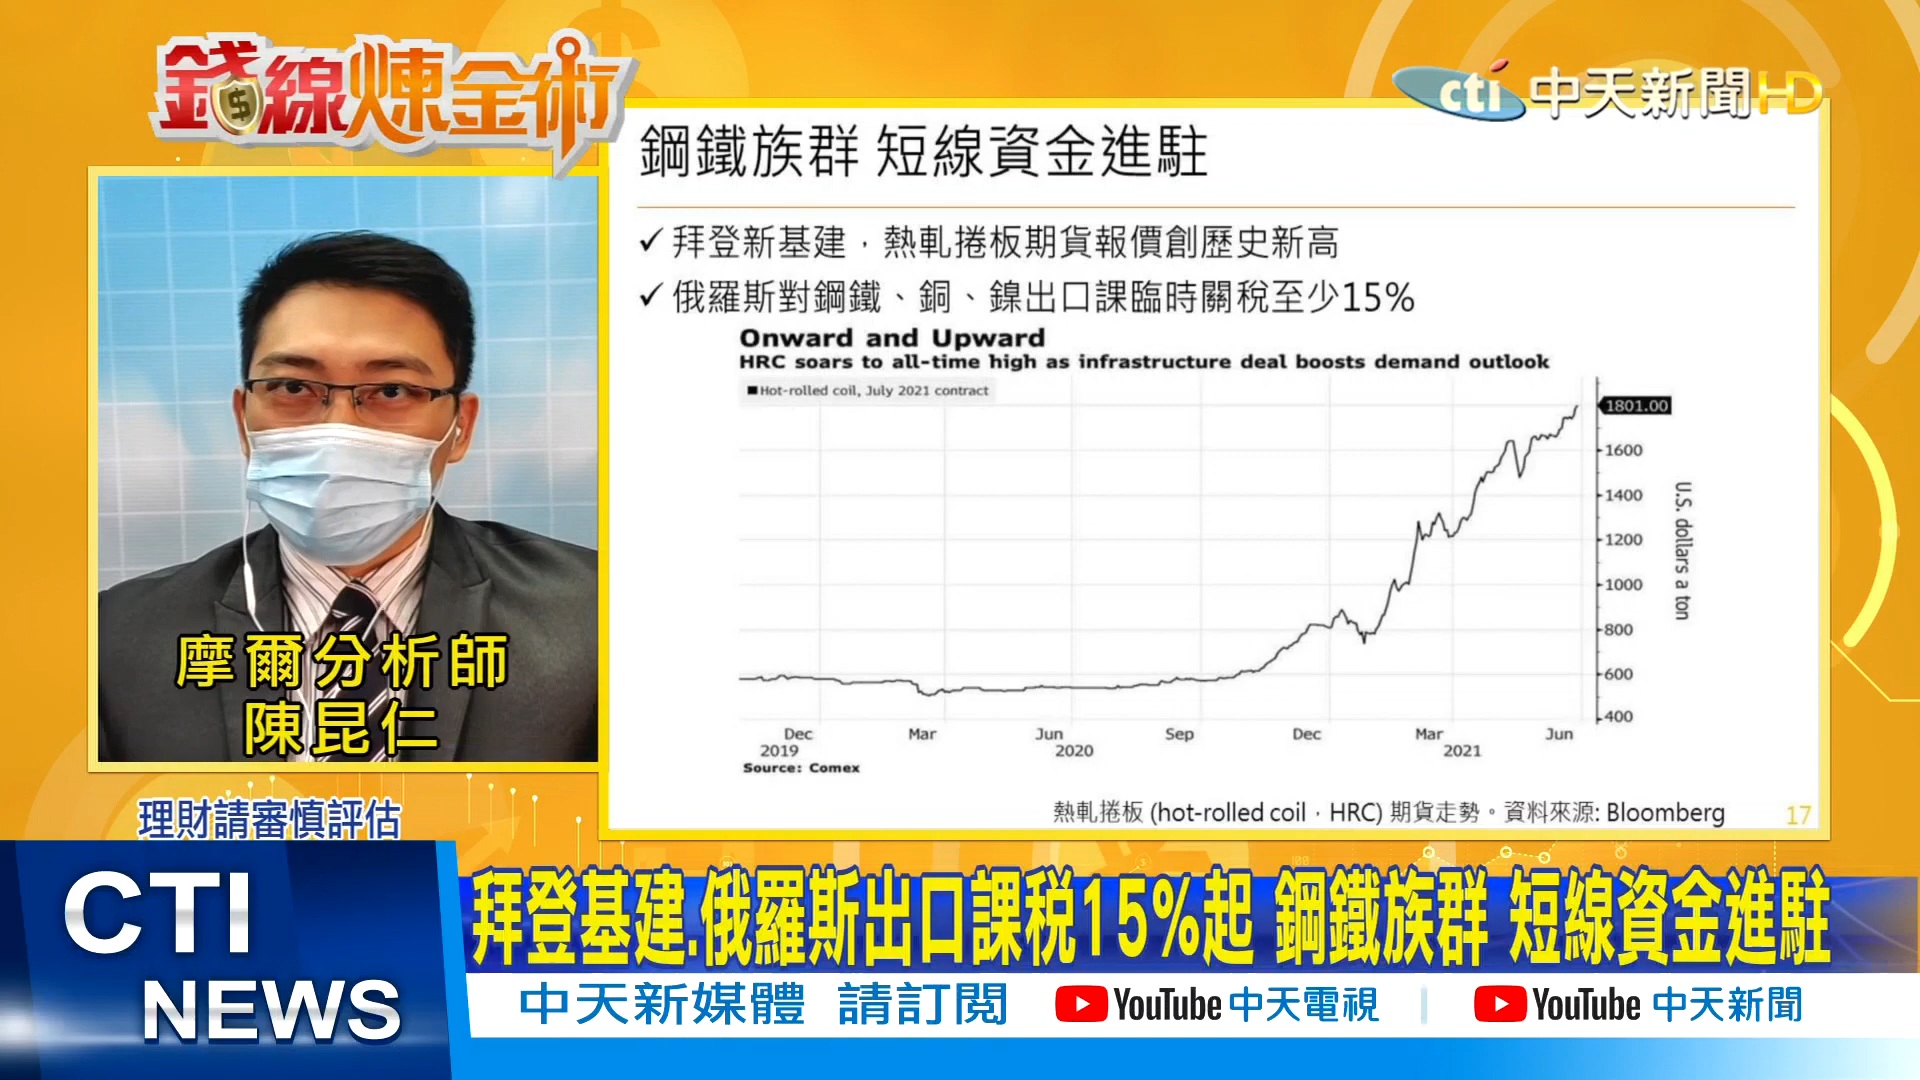 錢線煉金術
cti 中天新聞HD
鋼鐵族群 短線資金進駐
✓ 拜登新基建，熱軋捲板期貨報價創歷史新高
✓ 俄羅斯對鋼鐵、銅、鎳出口課臨時關稅至少15%
Onward and Upward
HRC soars to all-time high as infrastructure deal boosts demand outlook
Hot-rolled coil, July 2021 contract
1801.00
1600
1400
1200
1000
800
600
400
U.S. dollars a ton
Dec Mar Jun Sep Dec Mar Jun
2019 2020 2021
Source: Comex
熱軋捲板 (hot-rolled coil，HRC) 期貨走勢。資料來源: Bloomberg
17
摩爾分析師
陳昆仁
理財請審慎評估
CTI
NEWS
拜登基建.俄羅斯出口課税15%起 鋼鐵族群 短線資金進駐
中天新媒體 請訂閱 YouTube 中天電視 | YouTube 中天新聞